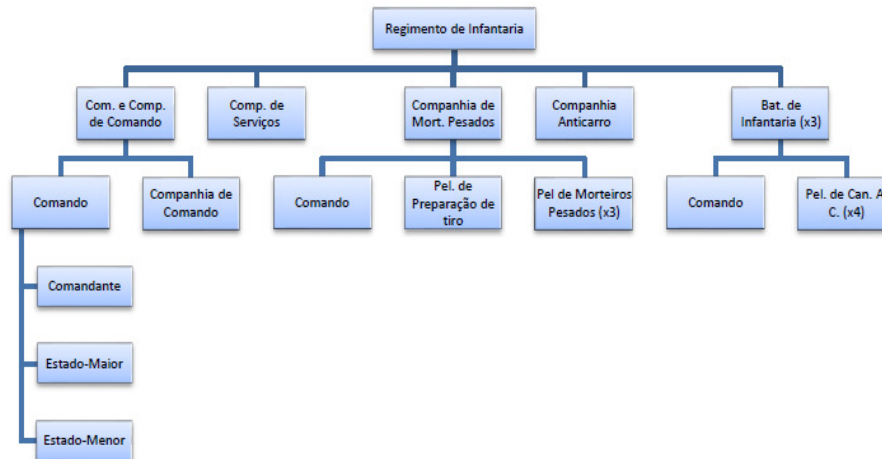 Regimento de Infantaria
Com. e Comp.
de Comando
Comp. de
Serviços
Companhia de
Mort. Pesados
Companhia
Anticarro
Bat. de
Infantaria (x3)
Comando
Companhia de
Comando
Comando
Pel. de
Preparação de
tiro
Pel de Morteiros
Pesados (x3)
Comando
Pel. de Can. A
C. (x4)
Comandante
Estado-Maior
Estado-Menor